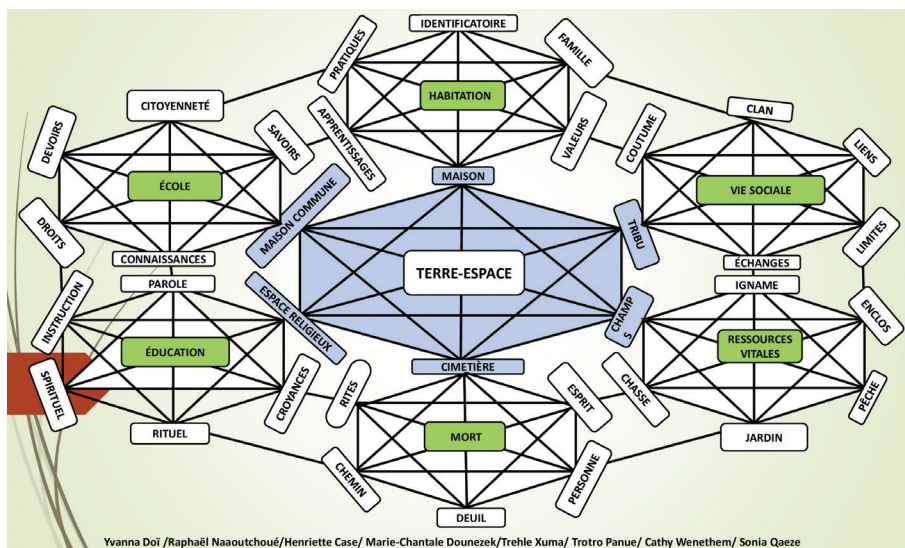 IDENTIFICATOIRE
PRATIQUES
FAMILLE
HABITATION
APPRENTISSAGES
VALEURS
MAISON
CITOYENNETÉ
DEVOIRS
SAVOIRS
ÉCOLE
DROITS
MAISON COMMUNE
CONNAISSANCES
CLAN
COUTUME
LIENS
VIE SOCIALE
TRIBU
LIMITES
ÉCHANGES
TERRE-ESPACE
PAROLE
INSTRUCTION
ESPACE RELIGIEUX
ÉDUCATION
SPIRITUEL
CROYANCES
RITUEL
IGNAME
CHAMP
S
ENCLOS
RESSOURCES
VITALES
CHASSE
PÊCHE
JARDIN
CIMETIÈRE
RITES
ESPRIT
MORT
CHEMIN
PERSONNE
DEUIL
Yvanna Doï /Raphaël Naaoutchoué/Henriette Case/ Marie-Chantale Dounezek/Trehle Xuma/ Trotro Panue/ Cathy Wenethem/ Sonia Qaeze